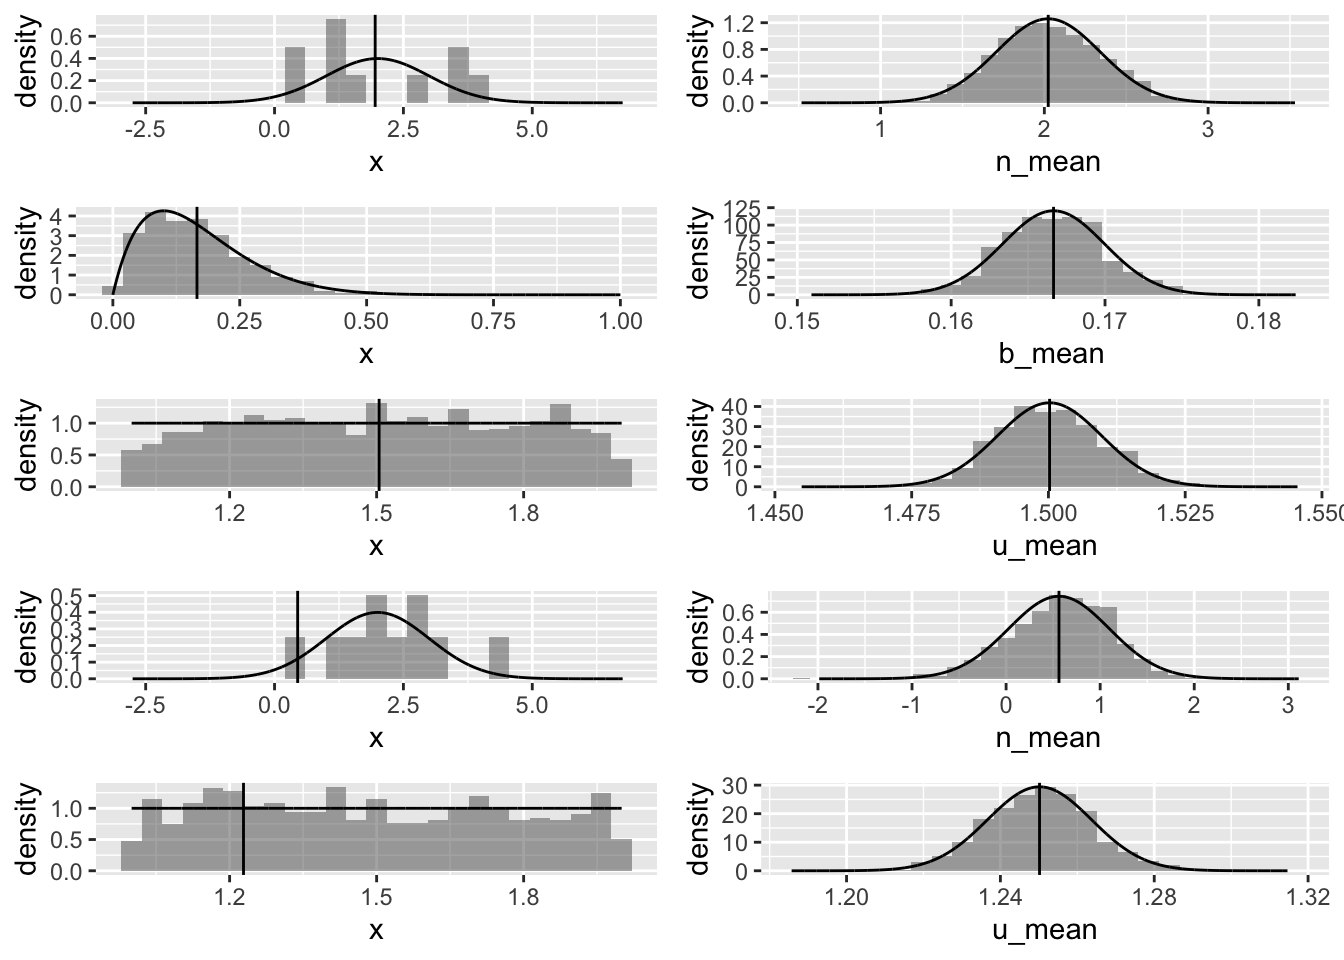 density
0.6
0.4
0.2
0.0
-2.5 0.0 2.5 5.0
x
density
1.2
0.8
0.4
0.0
1 2 3
n_mean
density
4
3
2
1
0
0.00 0.25 0.50 0.75 1.00
x
density
125
100
75
50
25
0
0.15 0.16 0.17 0.18
b_mean
density
1.0
0.5
0.0
1.2 1.5 1.8
x
density
40
30
20
10
0
1.450 1.475 1.500 1.525 1.550
u_mean
density
0.5
0.4
0.3
0.2
0.1
0.0
-2.5 0.0 2.5 5.0
x
density
0.6
0.4
0.2
0.0
-2 -1 0 1 2 3
n_mean
density
1.0
0.5
0.0
1.2 1.5 1.8
x
density
30
20
10
0
1.20 1.24 1.28 1.32
u_mean